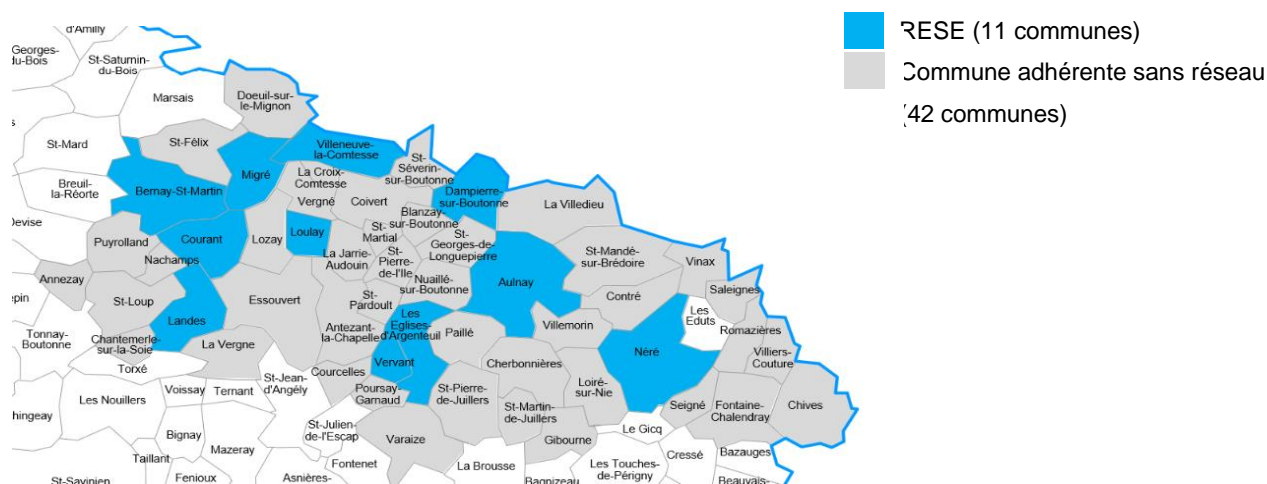 d'Amilly
Georges-
du-Bois
St-Saturnin-
du-Bois
Marsais
Doeuil-sur-
le-Mignon
St-Mard
St-Félix
Villeneuve-
la-Comtesse
Migré
La Croix-
Comtesse
St-
Séverin-
sur-Boutonne
Breuil-
la-Réorte
Bernay-St-Martin
Vergné
Coivert
Dampierre-
sur-Boutonne
La Villedieu
Devise
Puyrolland
Courant
Lozay
Loulay
St-
Martial
Blanzay-
sur-Boutonne
St-
Georges-de-
Longuepierre
Nachamps
La Jarrie-
Audouin
St-
Pierre-
de-l'Ile
St-Mandé-
sur-Brédoire
Vinax
Annezay
Nuaillé-
sur-Boutonne
Aulnay
Saleignes
St-Loup
Essouvert
St-
Pardoult
Contré
Les
Eduts
Landes
Les
Eglises-
d'Argenteuil
Villemorin
Romazières
Tonnay-
Boutonne
Chantemerle-
sur-la-Soie
La Vergne
Antezant-
la-Chapelle
Paillé
Néré
Villiers-
Couture
Torxé
Vervant
Cherbonnières
Courcelles
St-Jean-
d'Angély
Voissay
Ternant
Les Nouillers
Poursay-
Garnaud
St-Pierre-
de-Juillers
Loiré-
sur-Nie
Seigné
Fontaine-
Chalendray
Chives
hingeay
St-Martin-
de-Juillers
Bignay
St-Julien-
de-l'Escap
Varaize
Gibourne
Le Gicq
Mazeray
Taillant
Fontenet
La Brousse
Les Touches-
de-Périgny
Cressé
Bazauges
St-Savinien
Fenioux
Asnières-
Bagnizeau
Beauvais-
RESE (11 communes)
Commune adhérente sans réseau
(42 communes)